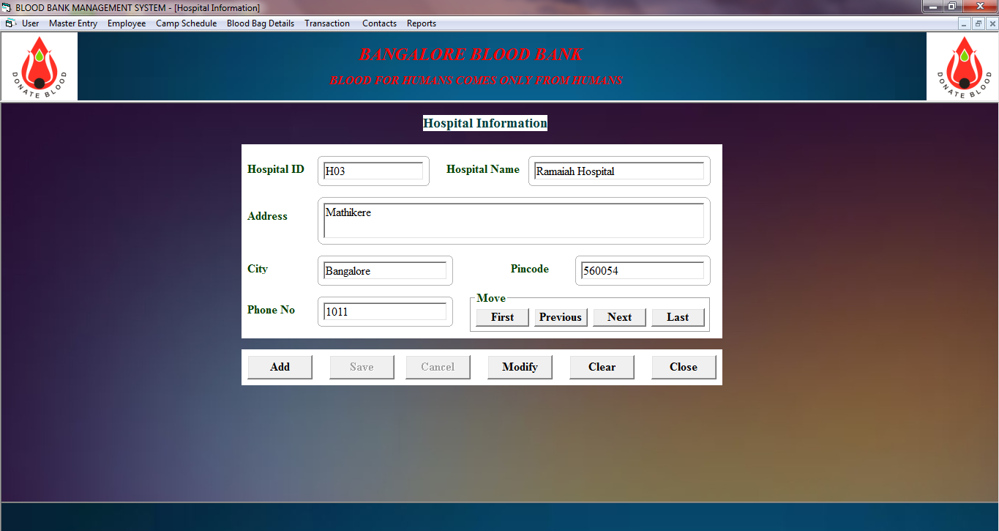 BLOOD BANK MANAGEMENT SYSTEM - [Hospital Information]
User Master Entry Employee Camp Schedule Blood Bag Details Transaction Contacts Reports
DONATE BLOOD
BANGALORE BLOOD BANK
BLOOD FOR HUMANS COMES ONLY FROM HUMANS
DONATE BLOOD
Hospital Information
Hospital ID H03 Hospital Name Ramaiah Hospital
Address Mathikere
City Bangalore Pincode 560054
Phone No 1011
Move
First Previous Next Last
Add Save Cancel Modify Clear Close